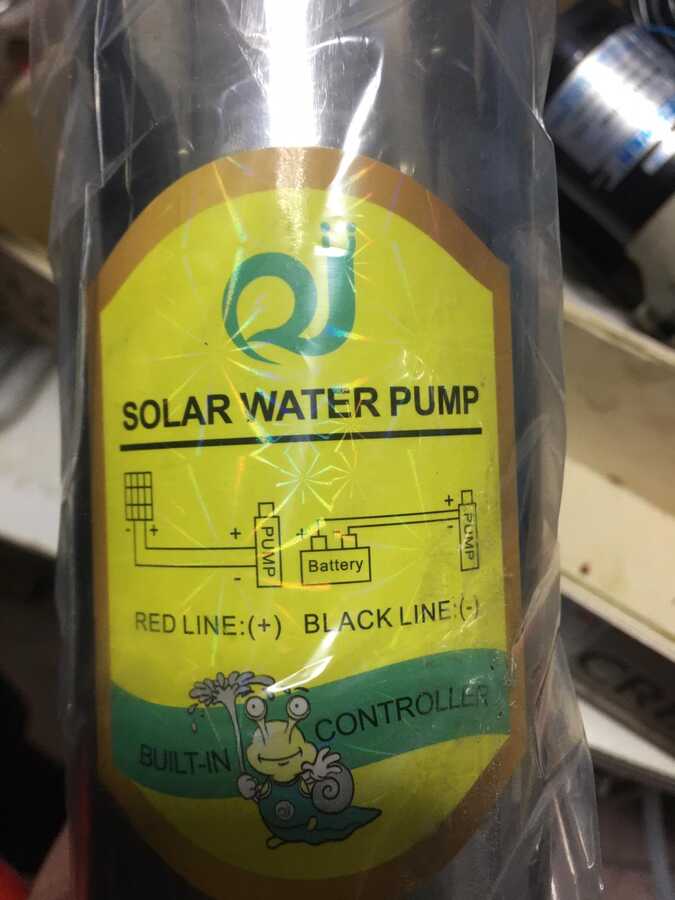 QJ
SOLAR WATER PUMP
- +
+
PUMP
-
+ -
Battery
+
PUMP
-
RED LINE:(+) BLACK LINE:(-)
BUILT-IN CONTROLLER